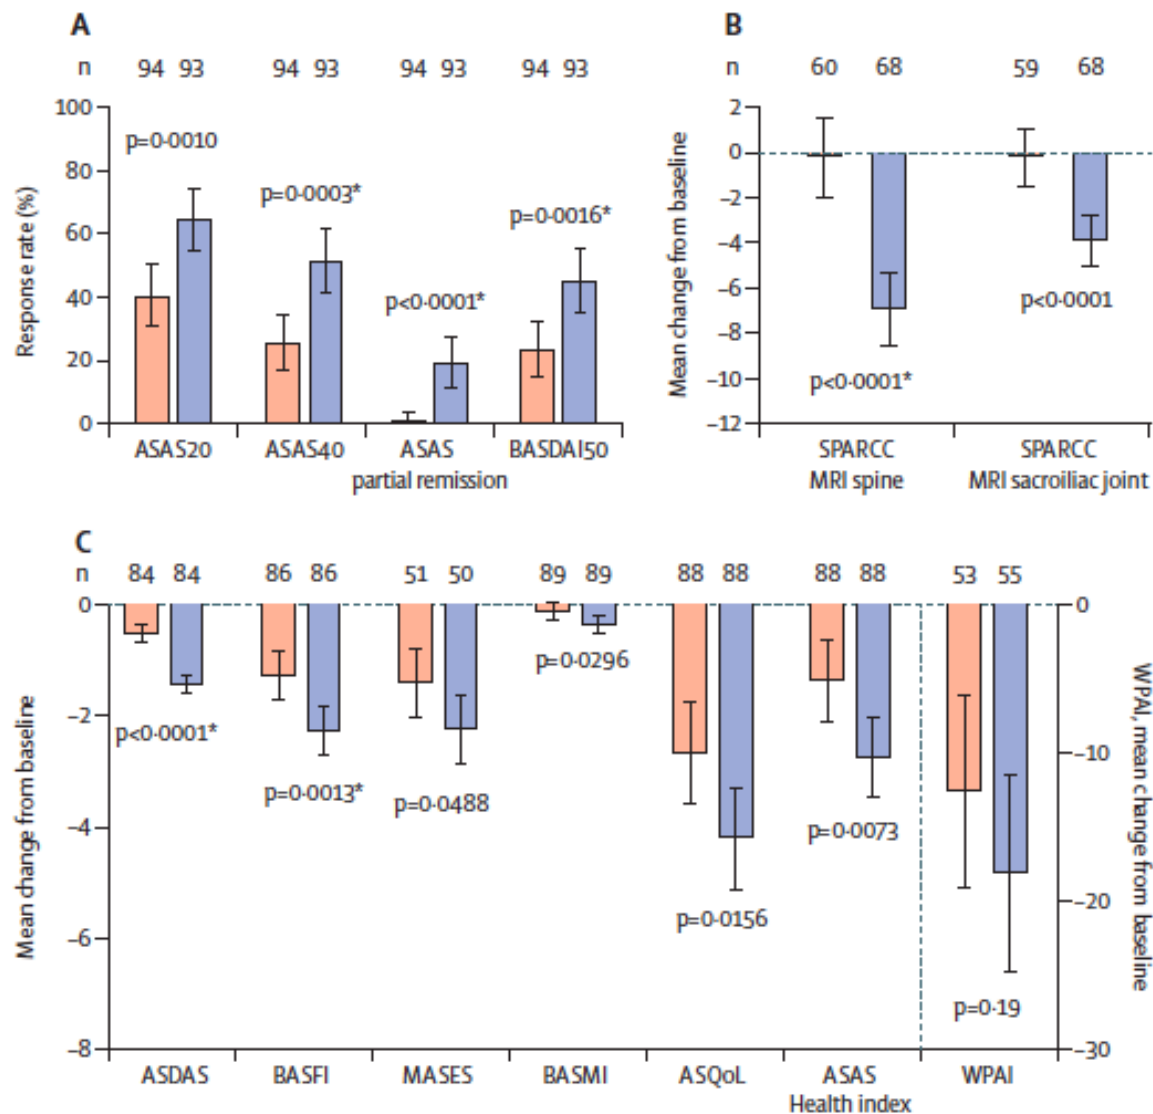 A
n 94 93 94 93 94 93 94 93
Response rate (%)
100
80
60
40
20
0
p=0·0010
p=0·0003*
p<0·0001*
p=0·0016*
ASAS20 ASAS40 ASAS BASDAI50
partial remission
B
n 60 68 59 68
Mean change from baseline
2
0
–2
–4
–6
–8
–10
–12
p<0·0001*
p<0·0001
SPARCC SPARCC
MRI spine MRI sacroiliac joint
C
n 84 84 86 86 51 50 89 89 88 88 88 88 53 55
Mean change from baseline
0
–2
–4
–6
–8
p<0·0001*
p=0·0013*
p=0·0488
p=0·0296
p=0·0156
p=0·0073
p=0·19
0
–10
–20
–30
WPAI, mean change from baseline
ASDAS BASFI MASES BASMI ASQoL ASAS WPAI
Health index